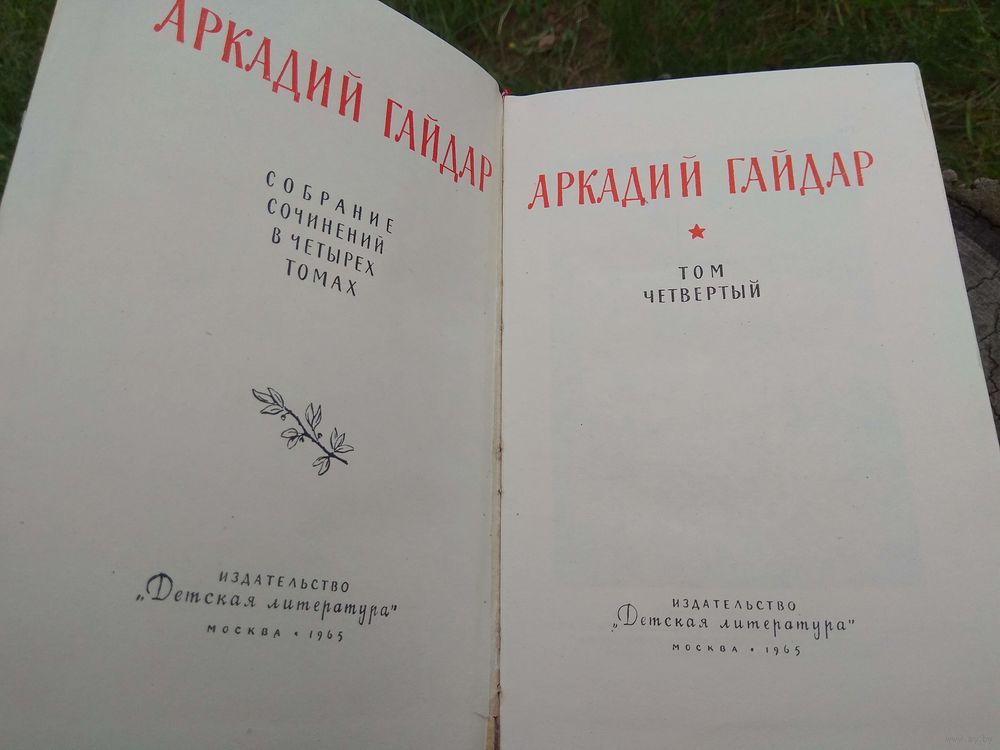 АРКАДИЙ ГАЙДАР
СОБРАНИЕ
СОЧИНЕНИЙ
В ЧЕТЫРЕХ
ТОМАХ
ИЗДАТЕЛЬСТВО
„Детская литература"
МОСКВА • 1965
АРКАДИЙ ГАЙДАР
ТОМ
ЧЕТВЕРТЫЙ
ИЗДАТЕЛЬСТВО
„Детская литература"
МОСКВА • 1965